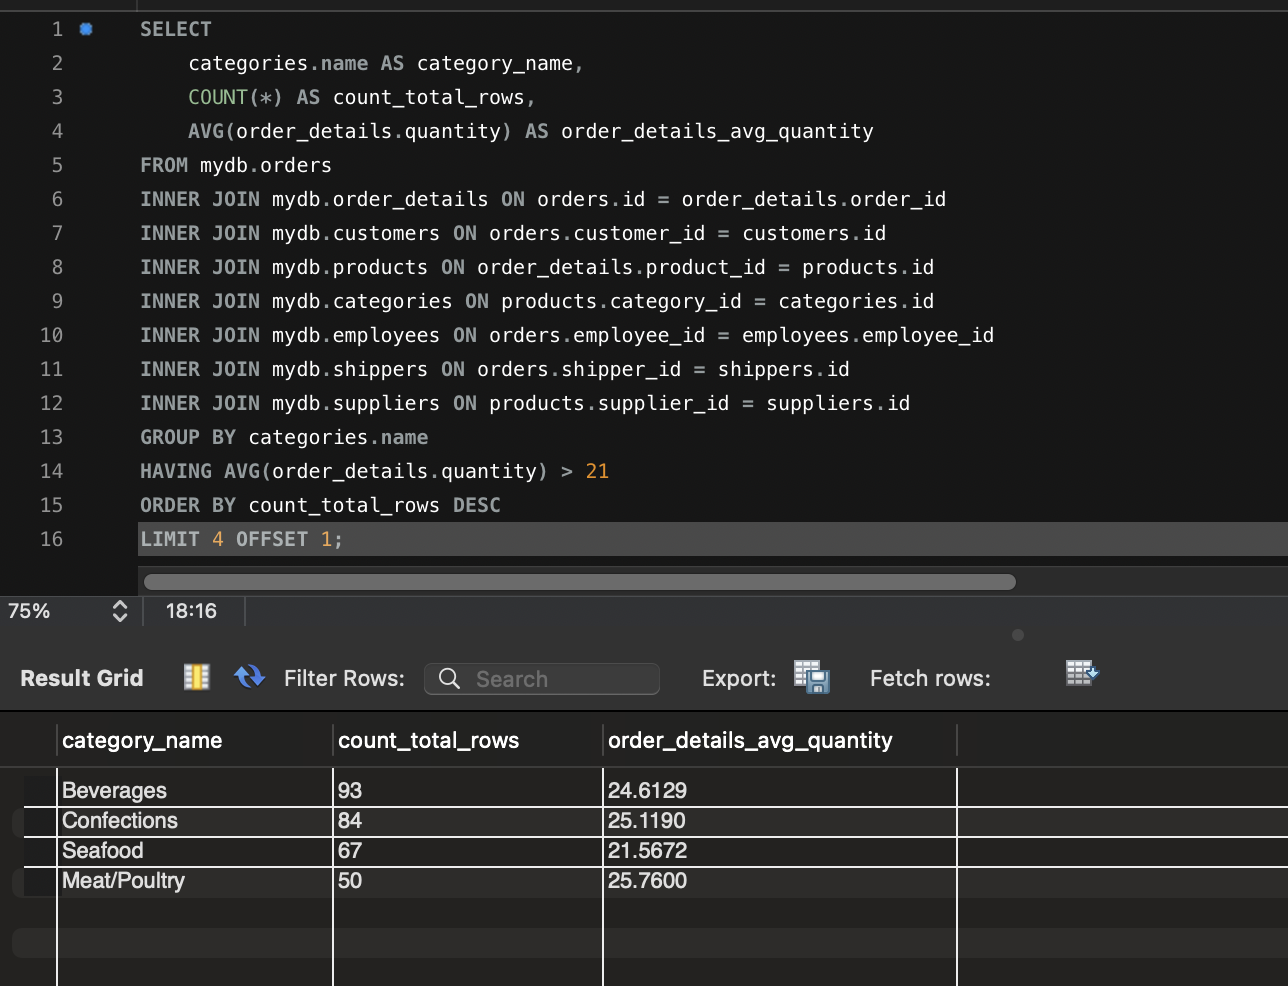 1 SELECT
2 categories.name AS category_name,
3 COUNT(*) AS count_total_rows,
4 AVG(order_details.quantity) AS order_details_avg_quantity
5 FROM mydb.orders
6 INNER JOIN mydb.order_details ON orders.id = order_details.order_id
7 INNER JOIN mydb.customers ON orders.customer_id = customers.id
8 INNER JOIN mydb.products ON order_details.product_id = products.id
9 INNER JOIN mydb.categories ON products.category_id = categories.id
10 INNER JOIN mydb.employees ON orders.employee_id = employees.employee_id
11 INNER JOIN mydb.shippers ON orders.shipper_id = shippers.id
12 INNER JOIN mydb.suppliers ON products.supplier_id = suppliers.id
13 GROUP BY categories.name
14 HAVING AVG(order_details.quantity) > 21
15 ORDER BY count_total_rows DESC
16 LIMIT 4 OFFSET 1;
75% 18:16
Result Grid Filter Rows: Search Export: Fetch rows:
category_name count_total_rows order_details_avg_quantity
Beverages 93 24.6129
Confections 84 25.1190
Seafood 67 21.5672
Meat/Poultry 50 25.7600